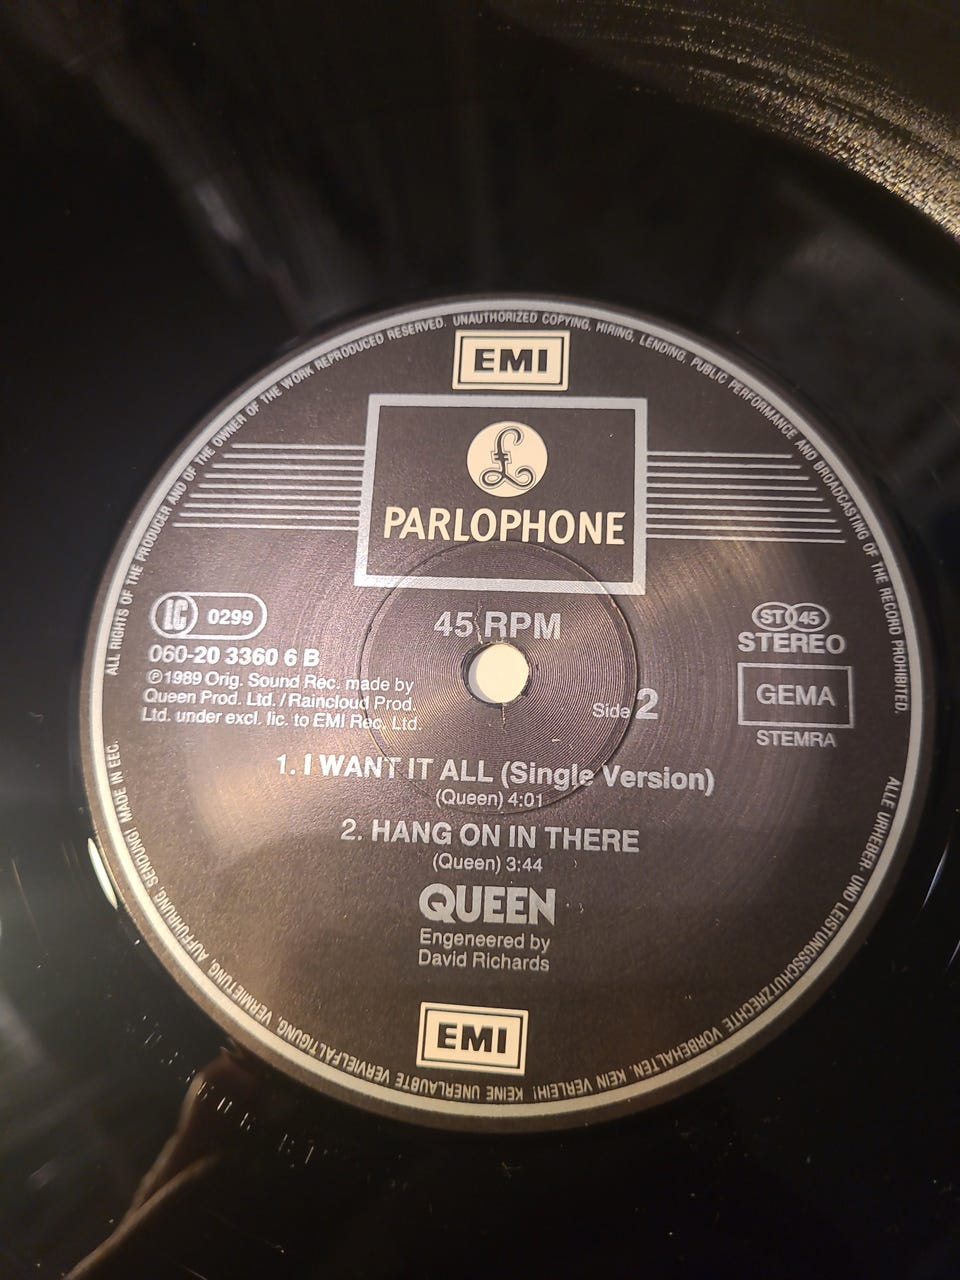 ALL RIGHTS OF THE PRODUCER AND OF THE OWNER OF THE WORK REPRODUCED RESERVED. UNAUTHORIZED COPYING, HIRING, LENDING, PUBLIC PERFORMANCE AND BROADCASTING OF THE RECORD PROHIBITED.
EMI
£
PARLOPHONE
45 RPM
LC 0299
060-20 3360 6 B
℗1989 Orig. Sound Rec. made by
Queen Prod. Ltd./Raincloud Prod.
Ltd. under excl. lic. to EMI Rec. Ltd.
ST 45
STEREO
GEMA
STEMRA
Side 2
1. I WANT IT ALL (Single Version)
(Queen) 4:01
2. HANG ON IN THERE
(Queen) 3:44
QUEEN
Engeneered by
David Richards
EMI
ALLE URHEBER- UND LEISTUNGSSCHUTZRECHTE VORBEHALTEN. KEIN VERLEIH! KEINE UNERLAUBTE VERVIELFÄLTIGUNG, VERMIETUNG, AUFFÜHRUNG, SENDUNG! MADE IN EEC.